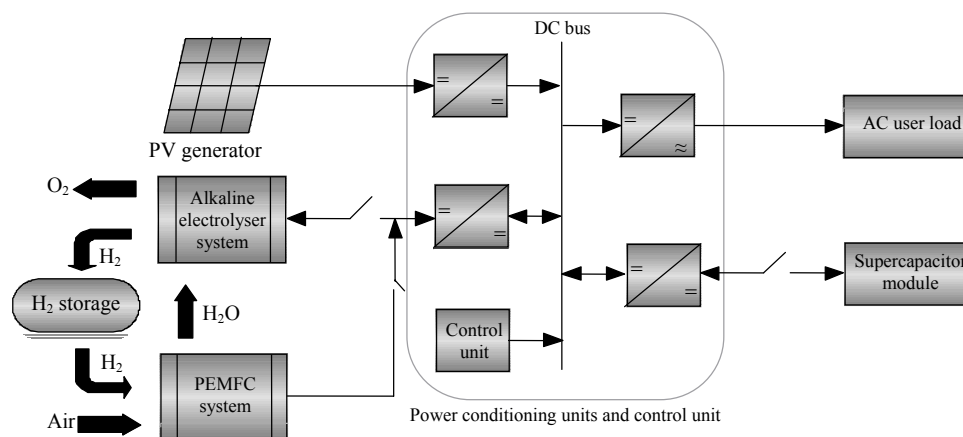 DC bus
=
=
PV generator
=
≈
AC user load
O₂
Alkaline
electrolyser
system
=
=
H₂
H₂ storage
H₂O
=
=
Supercapacitor
module
Control
unit
H₂
PEMFC
system
Air
Power conditioning units and control unit